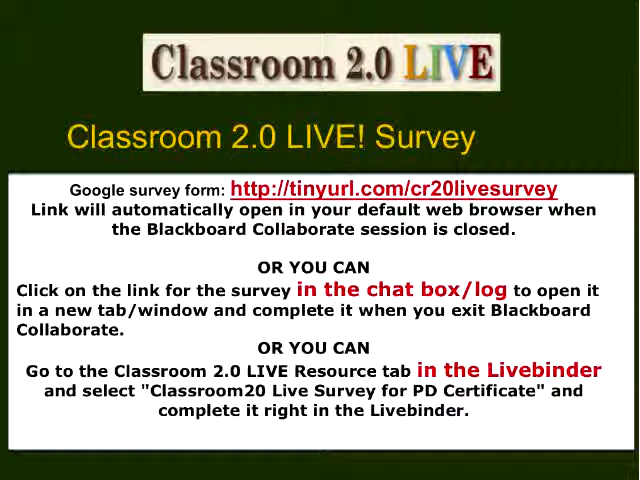 Classroom 2.0 LIVE
Classroom 2.0 LIVE! Survey
Google survey form: http://tinyurl.com/cr20livesurvey
Link will automatically open in your default web browser when
the Blackboard Collaborate session is closed.
OR YOU CAN
Click on the link for the survey in the chat box/log to open it
in a new tab/window and complete it when you exit Blackboard
Collaborate.
OR YOU CAN
Go to the Classroom 2.0 LIVE Resource tab in the Livebinder
and select "Classroom20 Live Survey for PD Certificate" and
complete it right in the Livebinder.